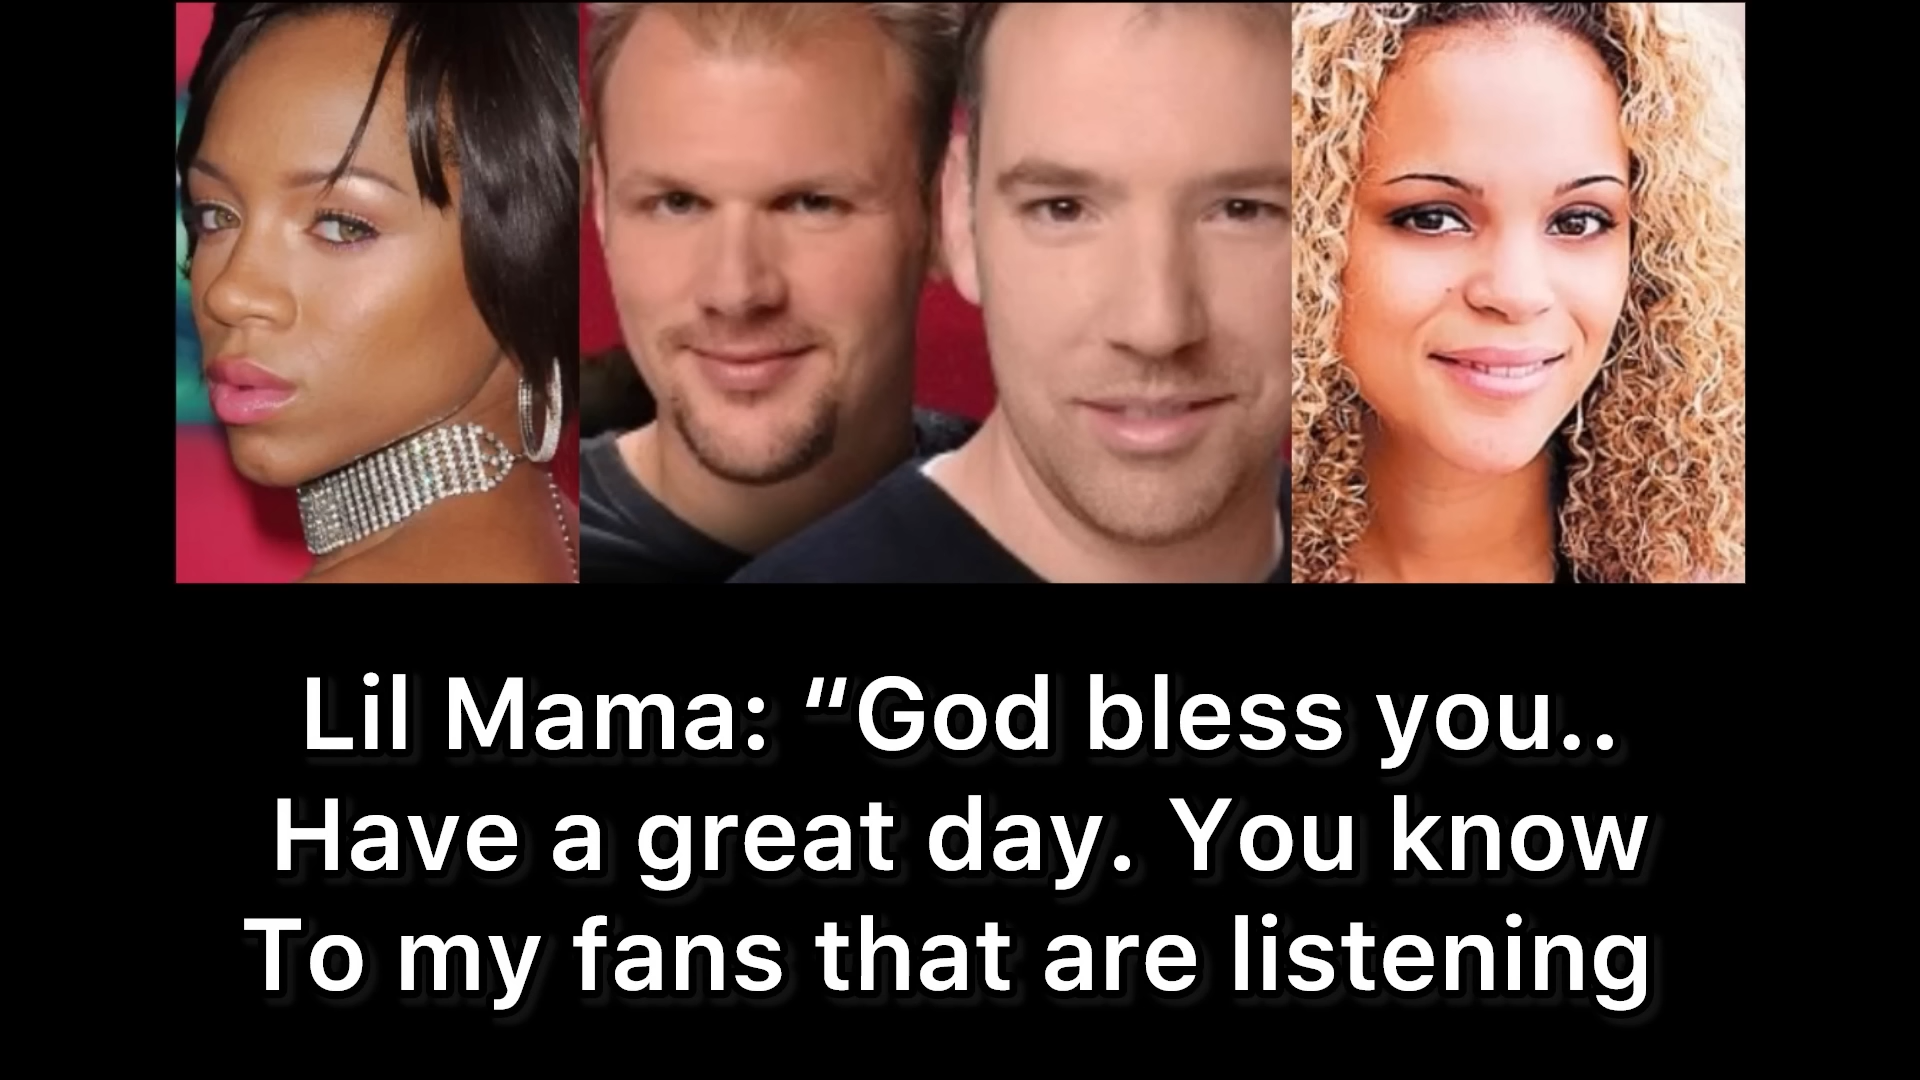 Lil Mama: “God bless you..
Have a great day. You know
To my fans that are listening